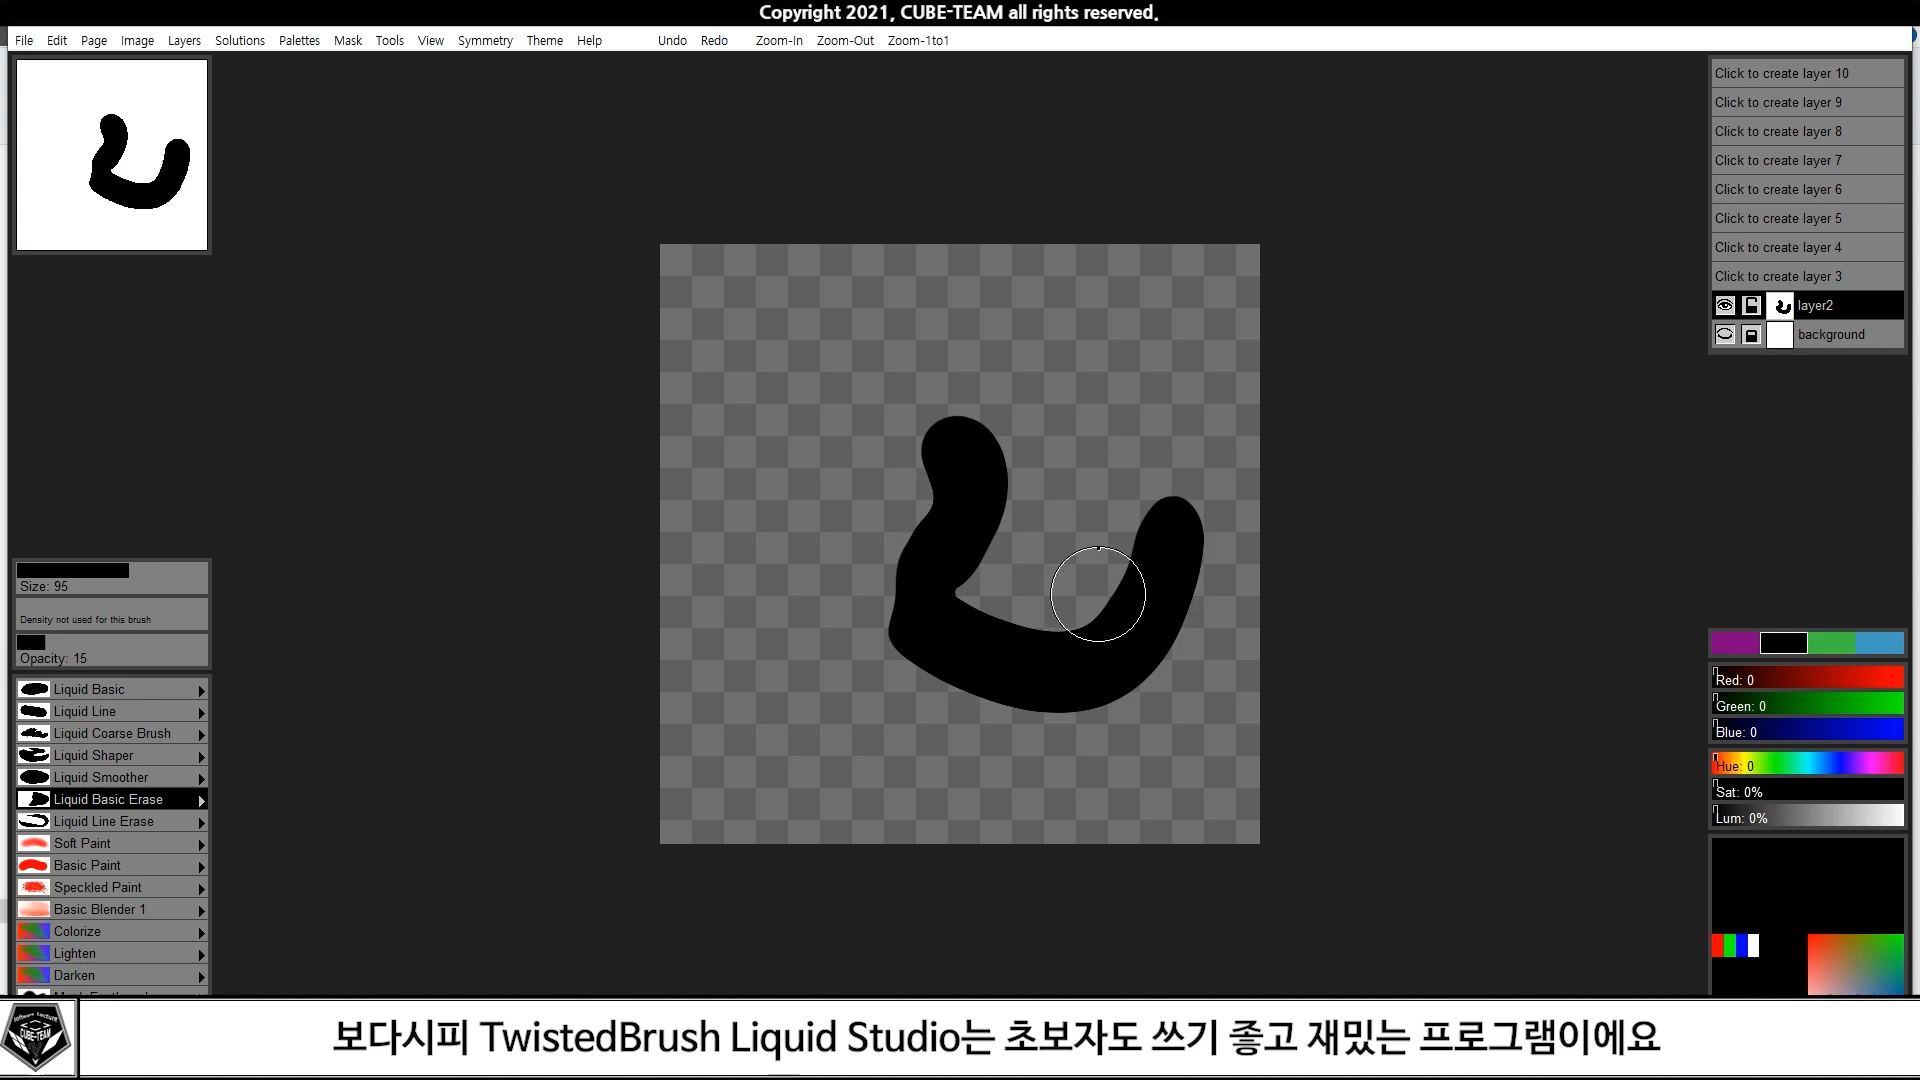 Copyright 2021, CUBE-TEAM all rights reserved.
File Edit Page Image Layers Solutions Palettes Mask Tools View Symmetry Theme Help Undo Redo Zoom-In Zoom-Out Zoom-1to1
Click to create layer 10
Click to create layer 9
Click to create layer 8
Click to create layer 7
Click to create layer 6
Click to create layer 5
Click to create layer 4
Click to create layer 3
layer2
background
Size: 95
Density not used for this brush
Opacity: 15
Liquid Basic
Liquid Line
Liquid Coarse Brush
Liquid Shaper
Liquid Smoother
Liquid Basic Erase
Liquid Line Erase
Soft Paint
Basic Paint
Speckled Paint
Basic Blender 1
Colorize
Lighten
Darken
Red: 0
Green: 0
Blue: 0
Hue: 0
Sat: 0%
Lum: 0%
Software Lecture
CUBE-TEAM
보다시피 TwistedBrush Liquid Studio는 초보자도 쓰기 좋고 재밌는 프로그램이에요